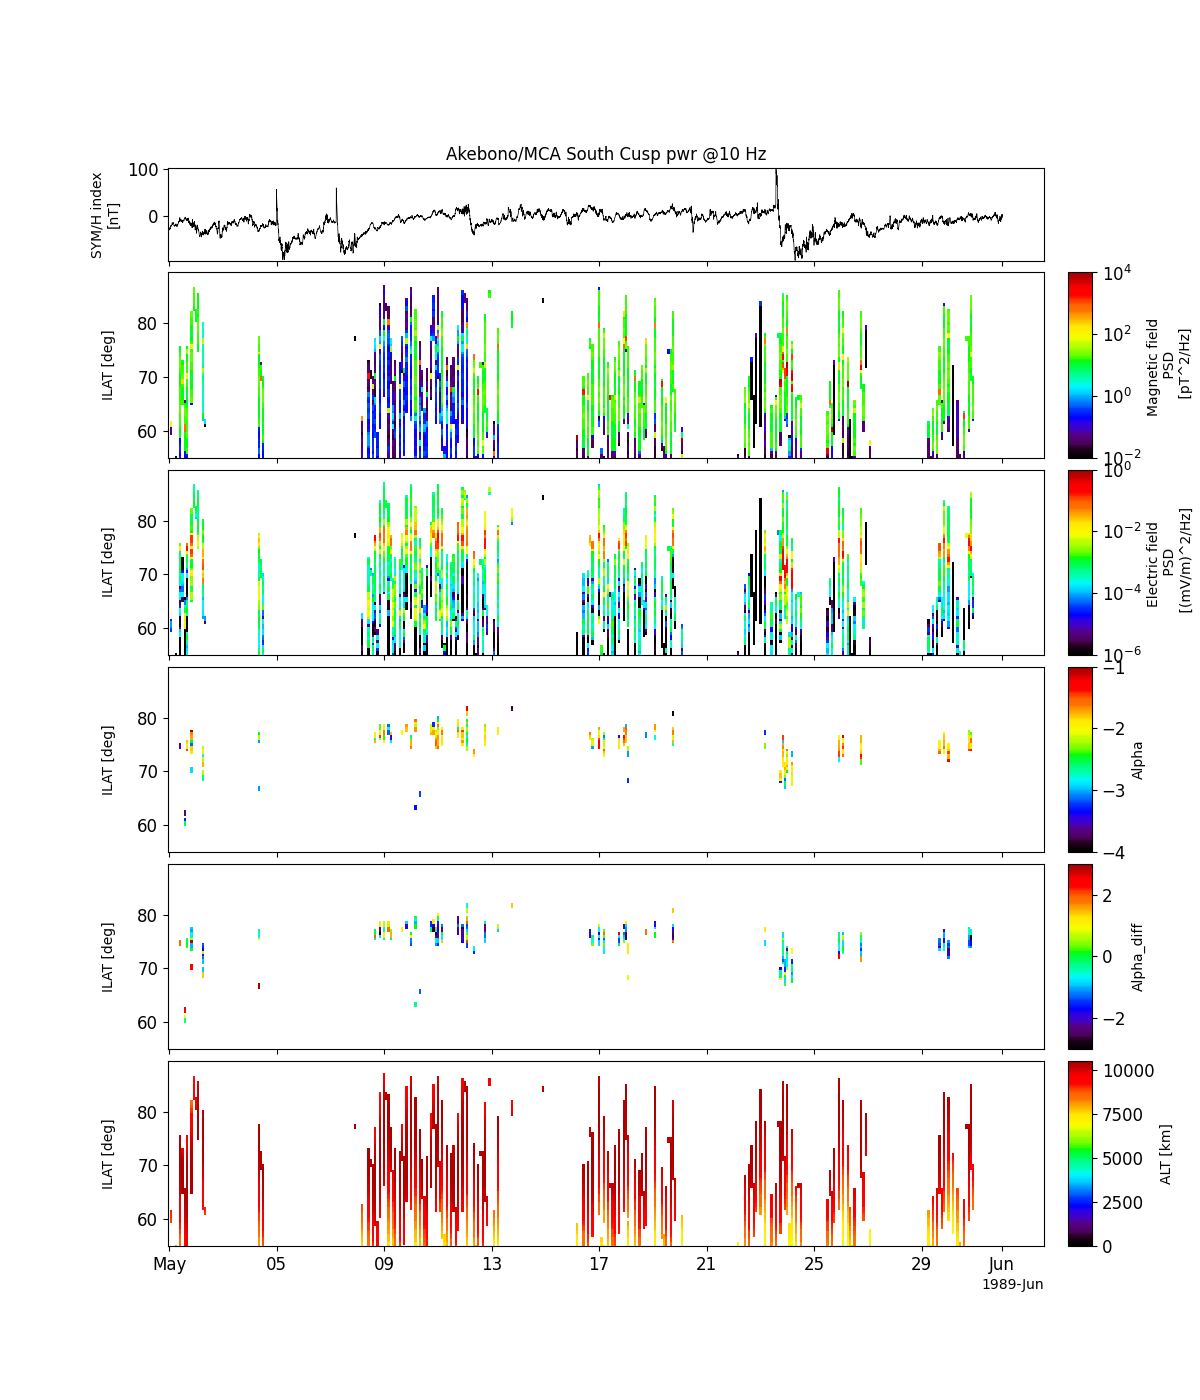 Akebono/MCA South Cusp pwr @10 Hz
SYM/H index
[nT]
100
0
ILAT [deg]
80
70
60
10^4
10^2
10^0
10^-2
Magnetic field
PSD
[pT^2/Hz]
ILAT [deg]
80
70
60
10^0
10^-2
10^-4
10^-6
Electric field
PSD
[(mV/m)^2/Hz]
ILAT [deg]
80
70
60
−1
−2
−3
−4
Alpha
ILAT [deg]
80
70
60
2
0
−2
Alpha_diff
ILAT [deg]
80
70
60
10000
7500
5000
2500
0
ALT [km]
May 05 09 13 17 21 25 29 Jun
1989-Jun